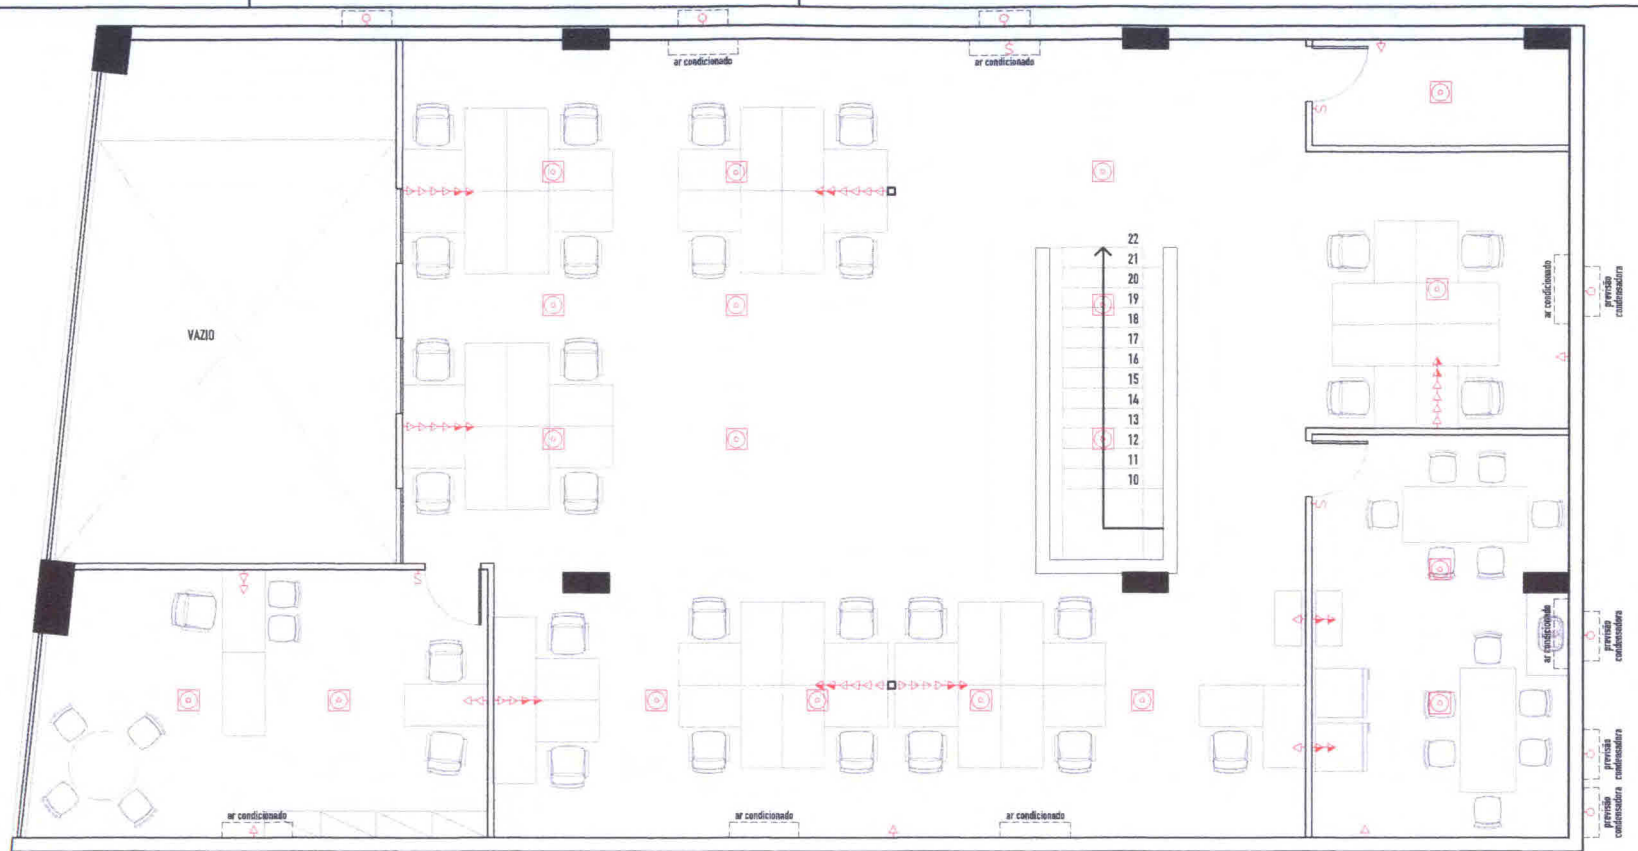 ar condicionado
ar condicionado
S
S
22
21
20
19
18
17
16
15
14
13
12
11
10
VAZIO
ar condicionado
previsão
condensadora
S
S
ar condicionado
previsão
condensadora
previsão
condensadora
previsão
condensadora
ar condicionado
ar condicionado
ar condicionado